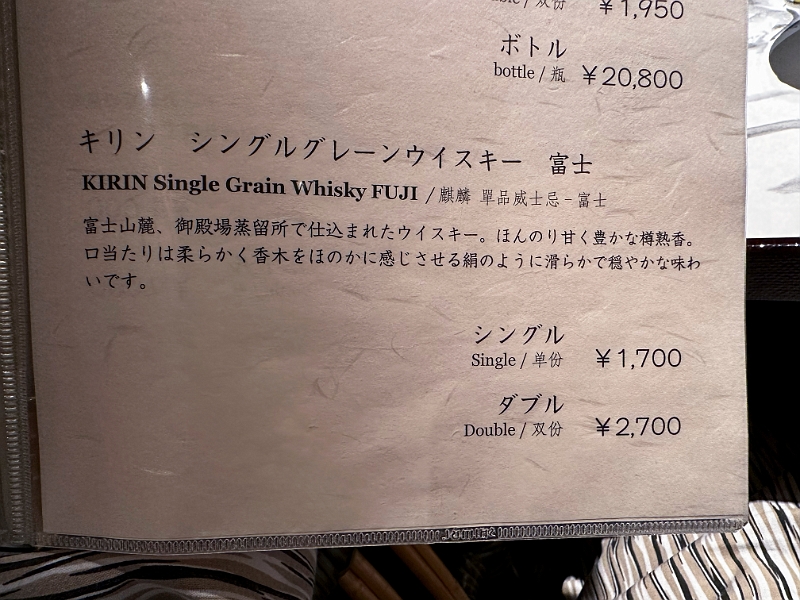 双份 ¥1,950
ボトル
bottle / 瓶 ¥20,800
キリン シングルグレーンウイスキー 富士
KIRIN Single Grain Whisky FUJI / 麒麟 單品威士忌 - 富士
富士山麓、御殿場蒸留所で仕込まれたウイスキー。ほんのり甘く豊かな樽熟香。
口当たりは柔らかく香木をほのかに感じさせる絹のように滑らかで穏やかな味わ
いです。
シングル
Single / 单份 ¥1,700
ダブル
Double / 双份 ¥2,700